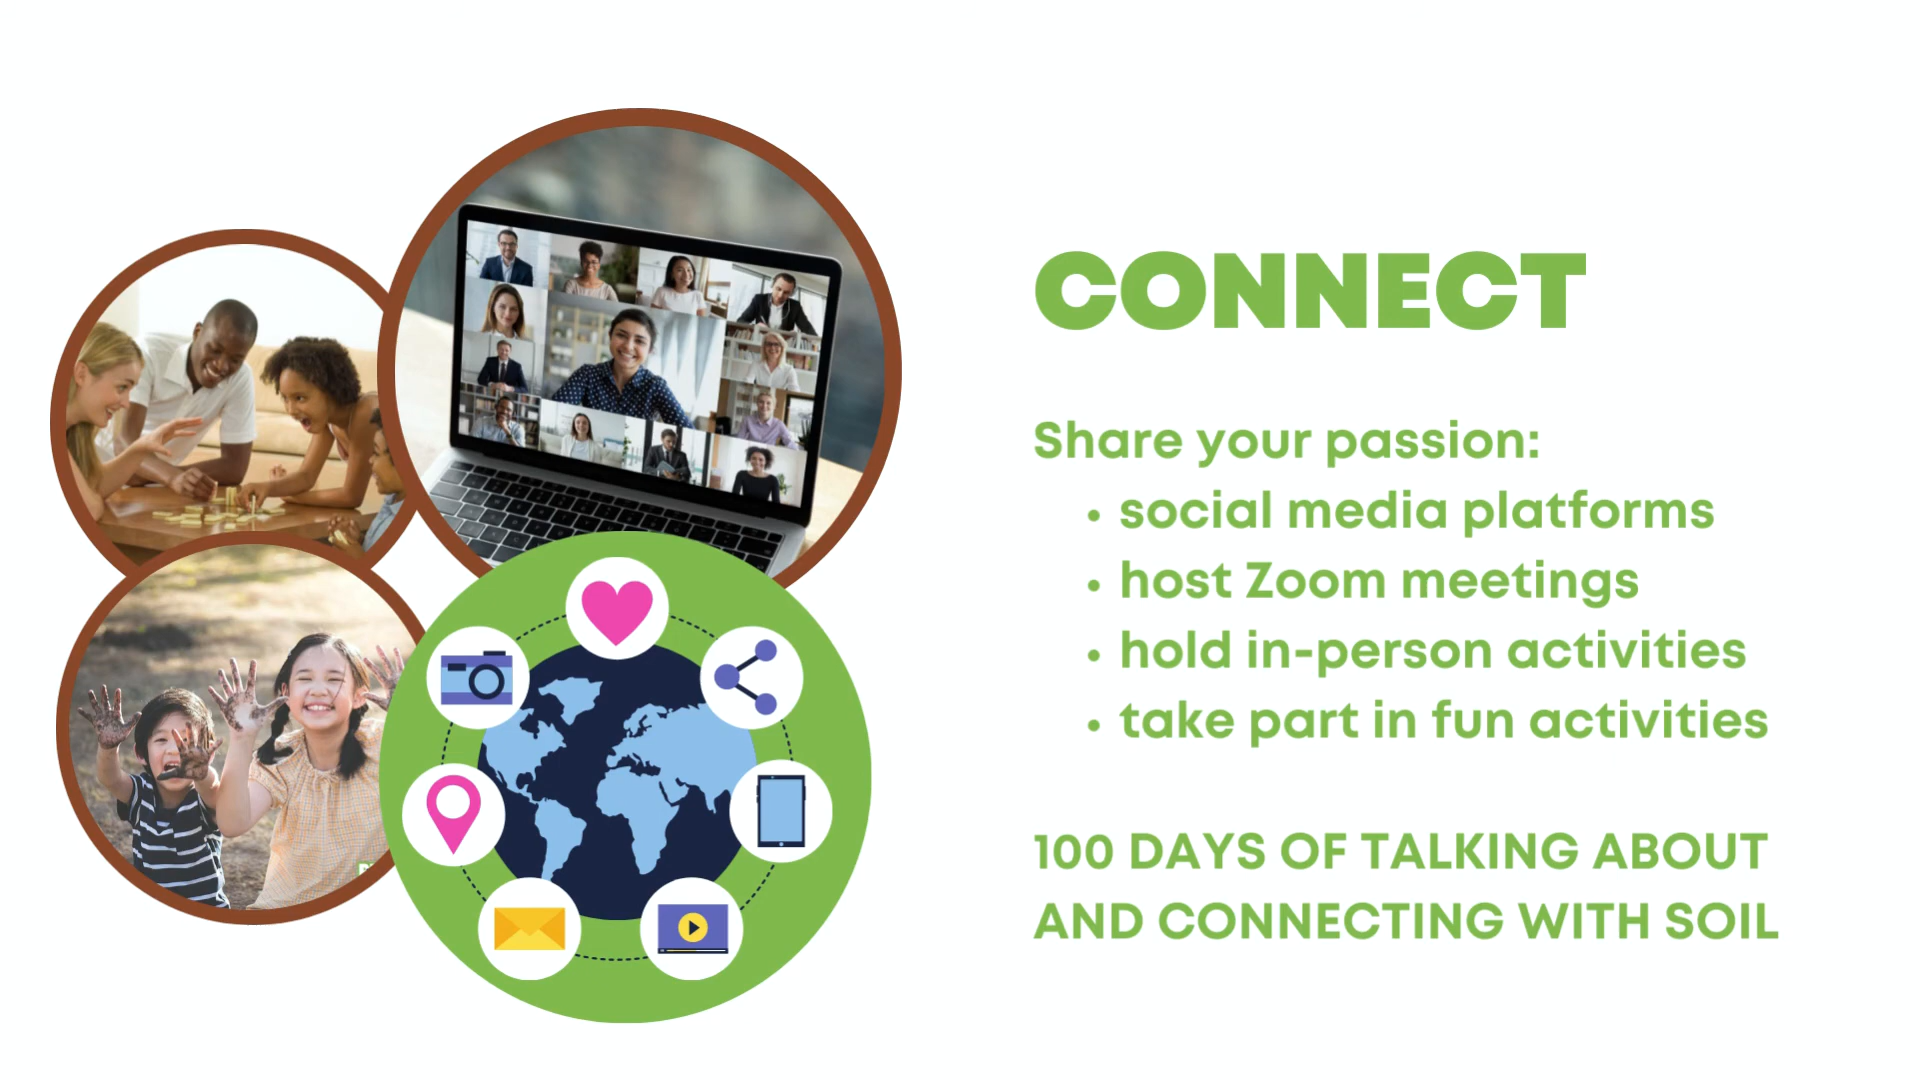 CONNECT
Share your passion:
• social media platforms
• host Zoom meetings
• hold in-person activities
• take part in fun activities
100 DAYS OF TALKING ABOUT
AND CONNECTING WITH SOIL